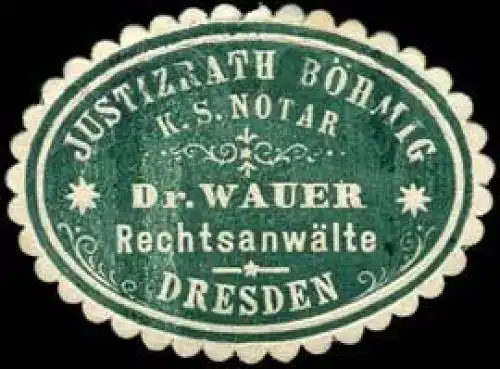 JUSTIZRATH BÖHMIG
K. S. NOTAR
Dr. WAUER
Rechtsanwälte
DRESDEN